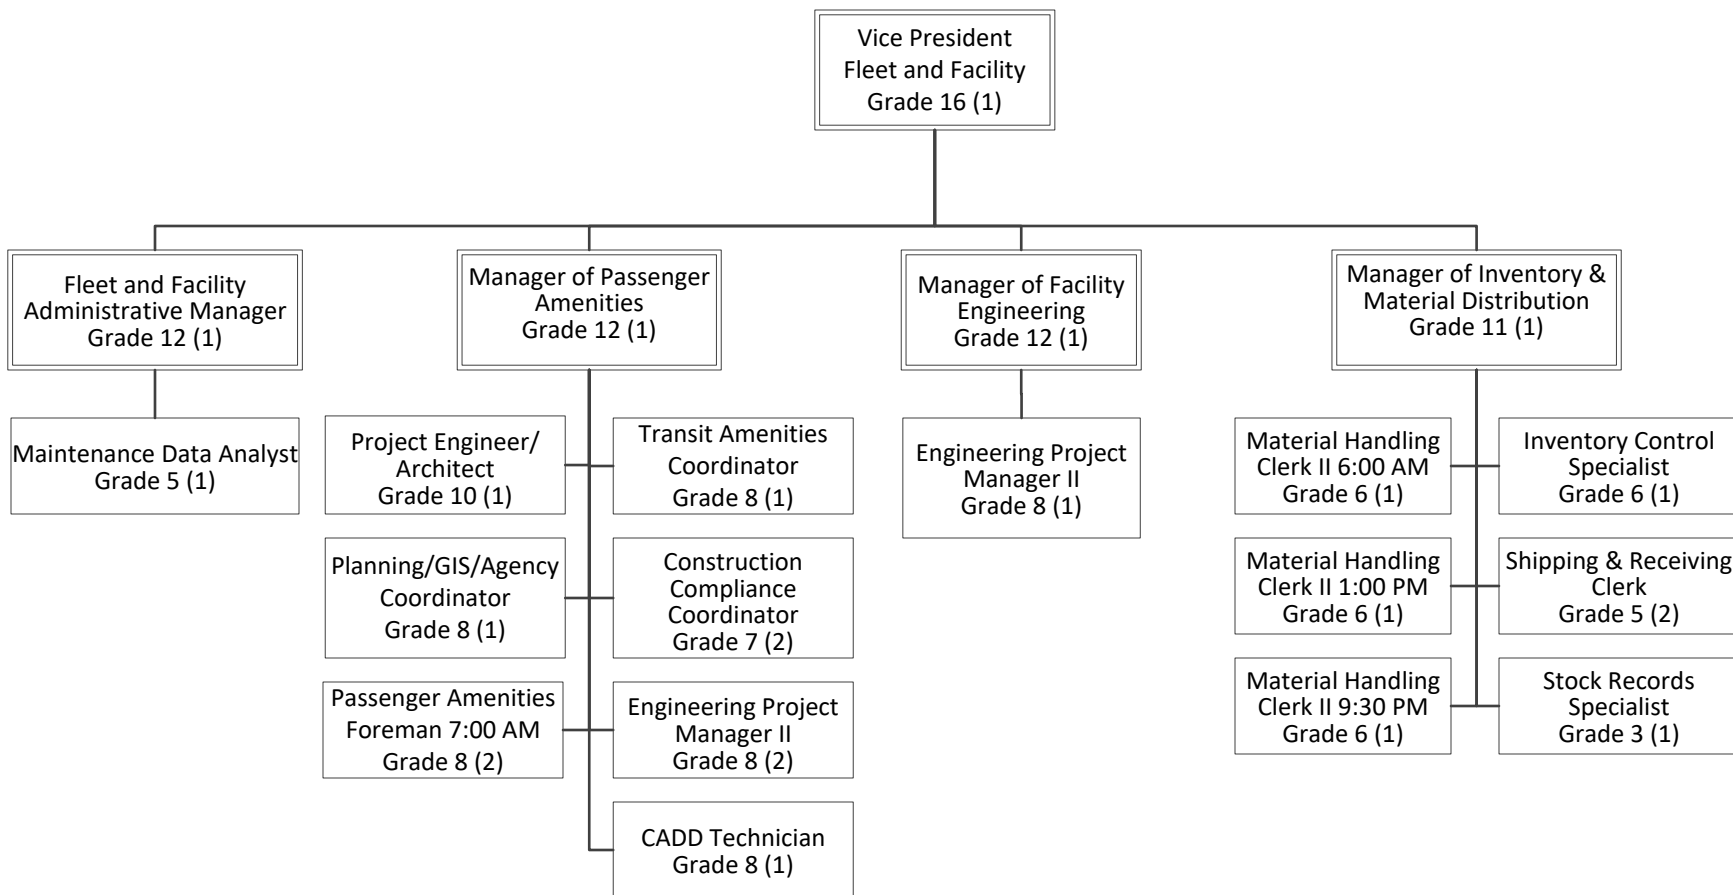 Vice President
Fleet and Facility
Grade 16 (1)
Fleet and Facility
Administrative Manager
Grade 12 (1)
Manager of Passenger
Amenities
Grade 12 (1)
Manager of Facility
Engineering
Grade 12 (1)
Manager of Inventory &
Material Distribution
Grade 11 (1)
Maintenance Data Analyst
Grade 5 (1)
Project Engineer/
Architect
Grade 10 (1)
Transit Amenities
Coordinator
Grade 8 (1)
Planning/GIS/Agency
Coordinator
Grade 8 (1)
Construction
Compliance
Coordinator
Grade 7 (2)
Passenger Amenities
Foreman 7:00 AM
Grade 8 (2)
Engineering Project
Manager II
Grade 8 (2)
CADD Technician
Grade 8 (1)
Engineering Project
Manager II
Grade 8 (1)
Material Handling
Clerk II 6:00 AM
Grade 6 (1)
Inventory Control
Specialist
Grade 6 (1)
Material Handling
Clerk II 1:00 PM
Grade 6 (1)
Shipping & Receiving
Clerk
Grade 5 (2)
Material Handling
Clerk II 9:30 PM
Grade 6 (1)
Stock Records
Specialist
Grade 3 (1)